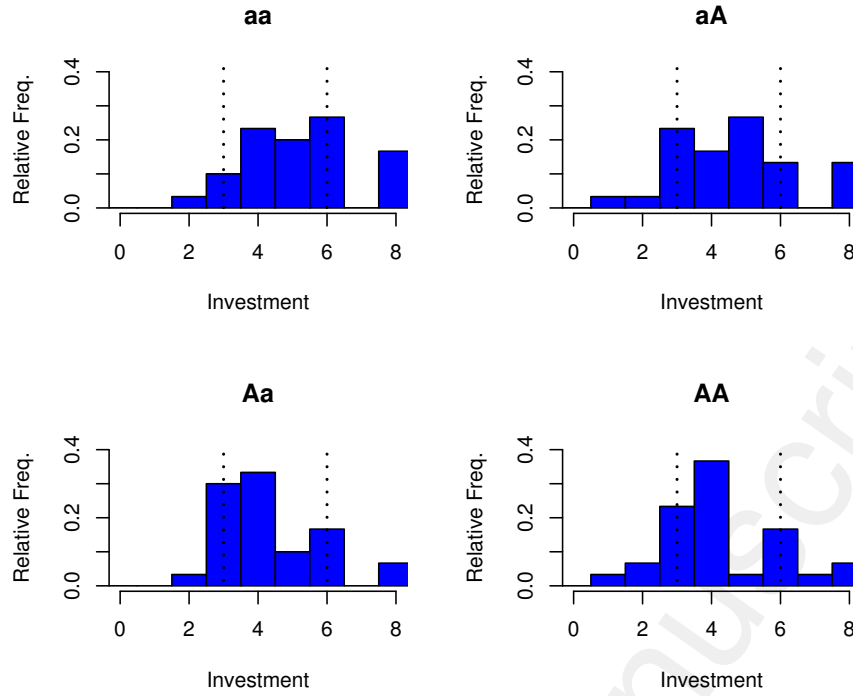 aa
Relative Freq.
0.0 0.2 0.4
0 2 4 6 8
Investment
aA
Relative Freq.
0.0 0.2 0.4
0 2 4 6 8
Investment
Aa
Relative Freq.
0.0 0.2 0.4
0 2 4 6 8
Investment
AA
Relative Freq.
0.0 0.2 0.4
0 2 4 6 8
Investment
nuscri